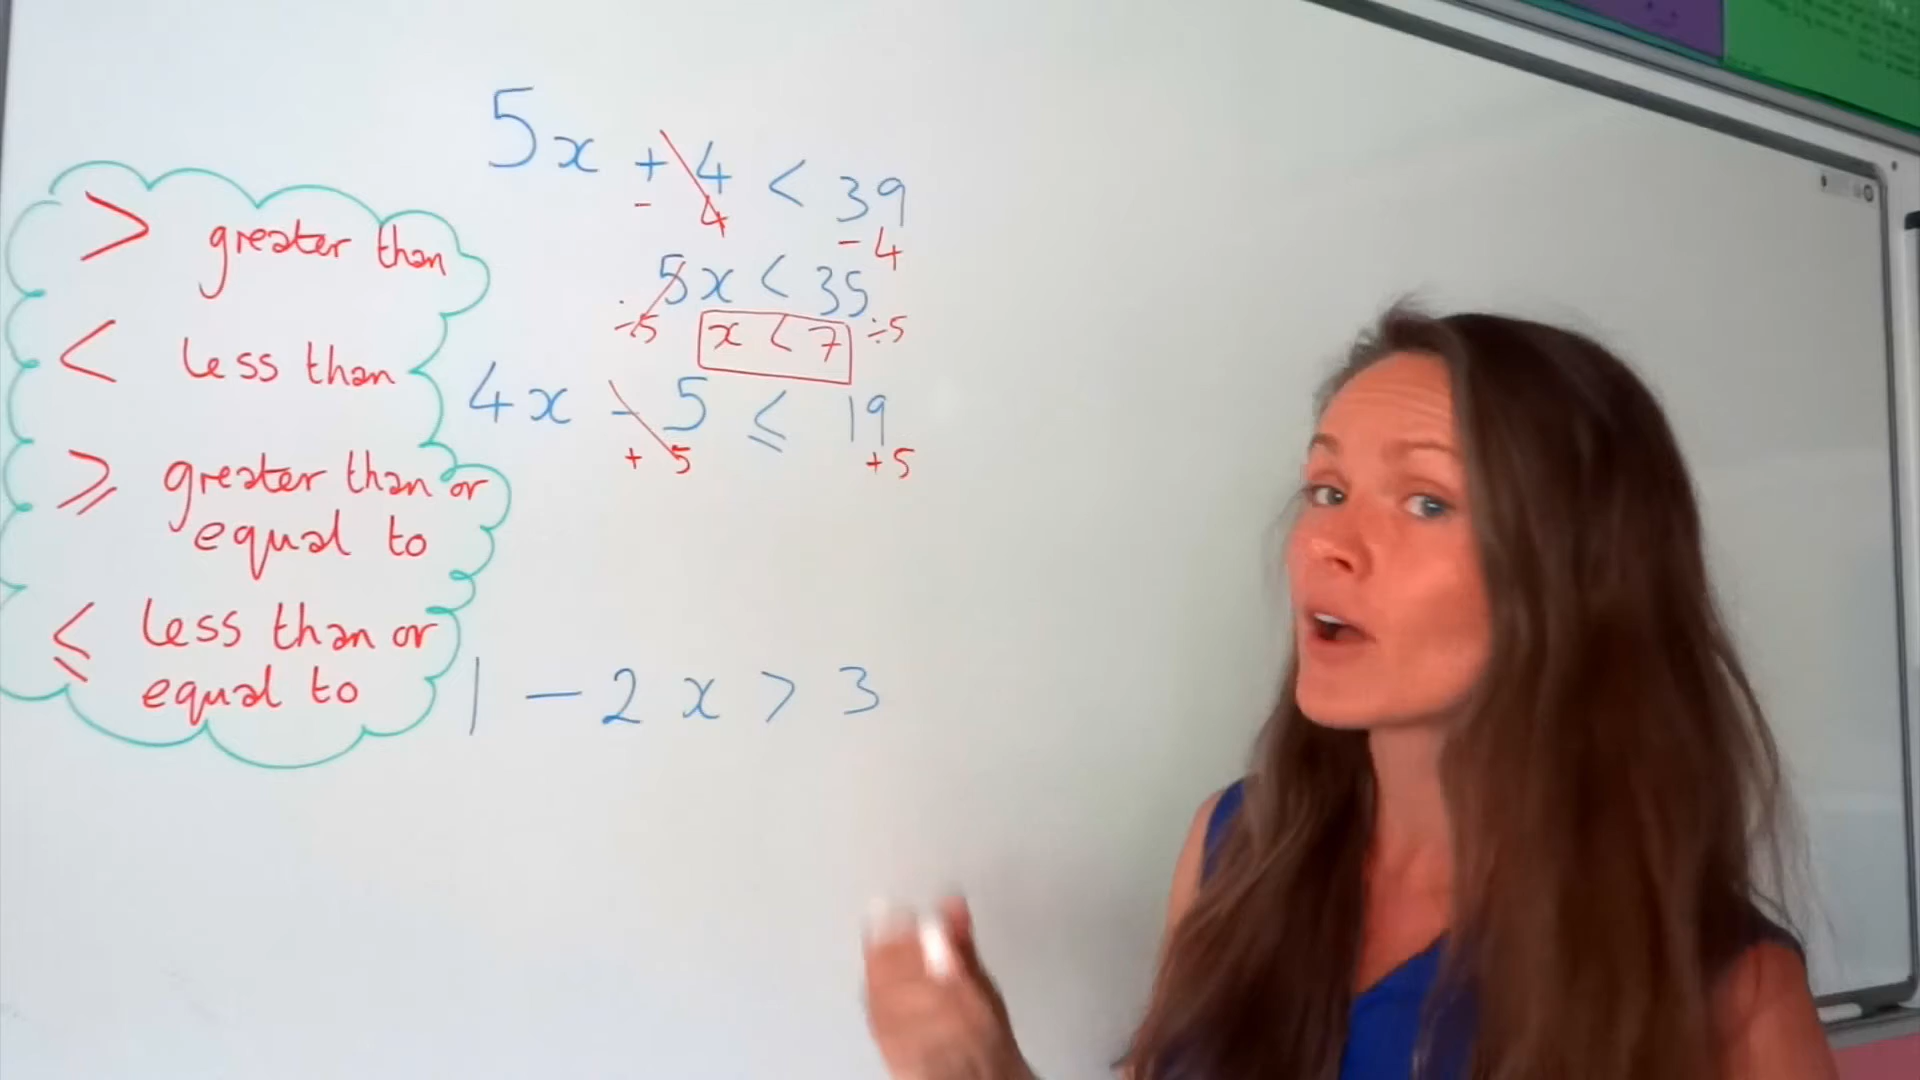 > greater than
< less than
≥ greater than or
equal to
≤ less than or
equal to
5x + 4 < 39
- 4 - 4
5x < 35
÷5 ÷5
x < 7
4x - 5 ≤ 19
+ 5 +5
1 - 2x > 3